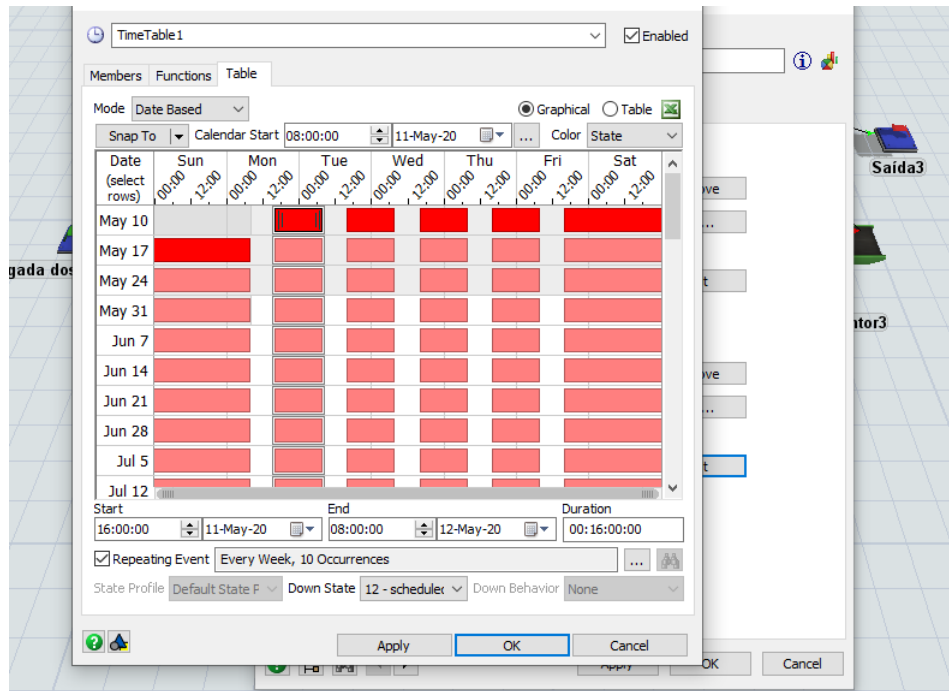 TimeTable1
Enabled
Members Functions Table
Mode Date Based Graphical Table
Snap To Calendar Start 08:00:00 11-May-20 ... Color State
Date Sun Mon Tue Wed Thu Fri Sat
(select rows) 00:00 12:00 00:00 12:00 00:00 12:00 00:00 12:00 00:00 12:00 00:00 12:00 00:00 12:00
May 10
May 17
May 24
May 31
Jun 7
Jun 14
Jun 21
Jun 28
Jul 5
Jul 12
Start End Duration
16:00:00 11-May-20 08:00:00 12-May-20 00:16:00:00
Repeating Event Every Week, 10 Occurrences ...
State Profile Default State P Down State 12 - scheduled Down Behavior None
Apply OK Cancel
Apply OK Cancel
Saída3
gada dos
ntor3
ove
...
t
ove
...
t